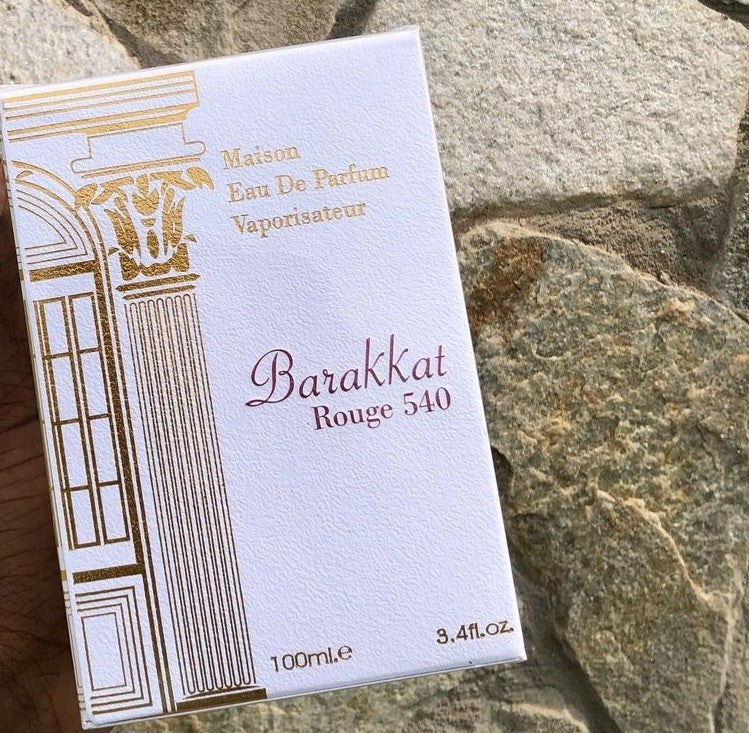 Maison
Eau De Parfum
Vaporisateur
Barakkat
Rouge 540
100ml.e
3.4fl.oz.